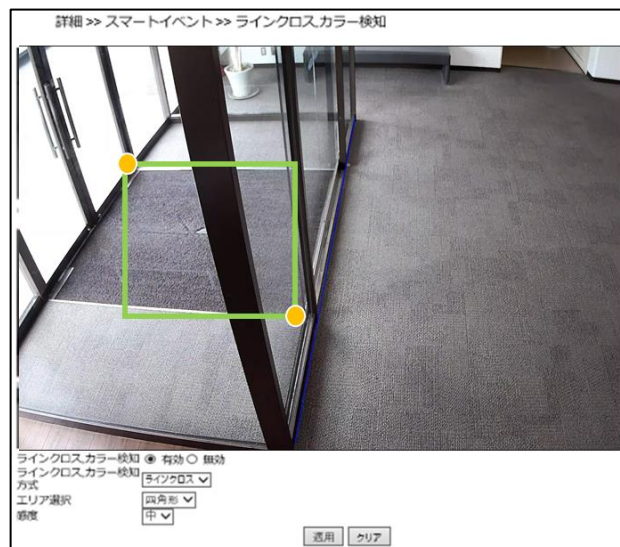 詳細 >> スマートイベント >> ラインクロス,カラー検知
ラインクロス,カラー検知 有効 無効
ラインクロス,カラー検知方式 ラインクロス
エリア選択 四角形
感度 中
適用 クリア